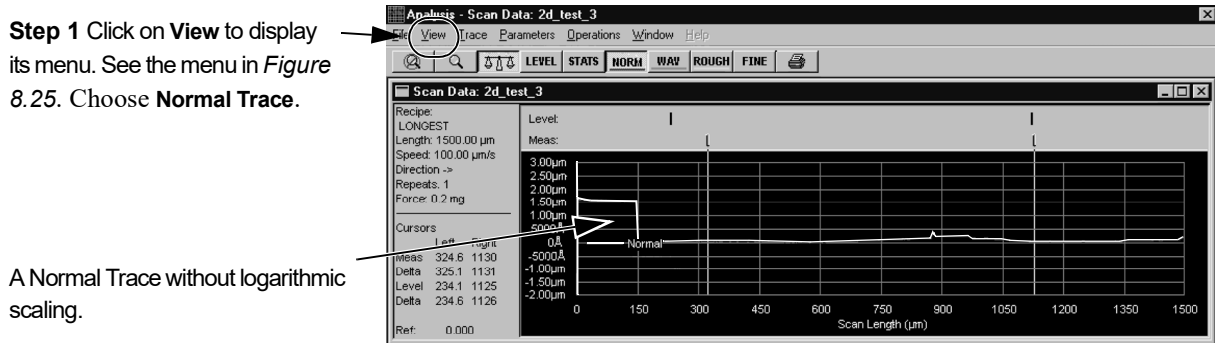 Step 1 Click on View to display
its menu. See the menu in Figure
8.25. Choose Normal Trace.
A Normal Trace without logarithmic
scaling.
Analysis - Scan Data: 2d_test_3
File View Trace Parameters Operations Window Help
LEVEL STATS NORM WAV ROUGH FINE
Scan Data: 2d_test_3
Recipe:
LONGEST
Length: 1500.00 µm
Speed: 100.00 µm/s
Direction ->
Repeats. 1
Force: 0.2 mg
Cursors
Left Right
Meas 324.6 1130
Delta 325.1 1131
Level 234.1 1125
Delta 234.6 1126
Ref: 0.000
Level:
Meas:
3.00µm
2.50µm
2.00µm
1.50µm
1.00µm
5000Å
0Å
-5000Å
-1.00µm
-1.50µm
-2.00µm
Normal
0 150 300 450 600 750 900 1050 1200 1350 1500
Scan Length (µm)